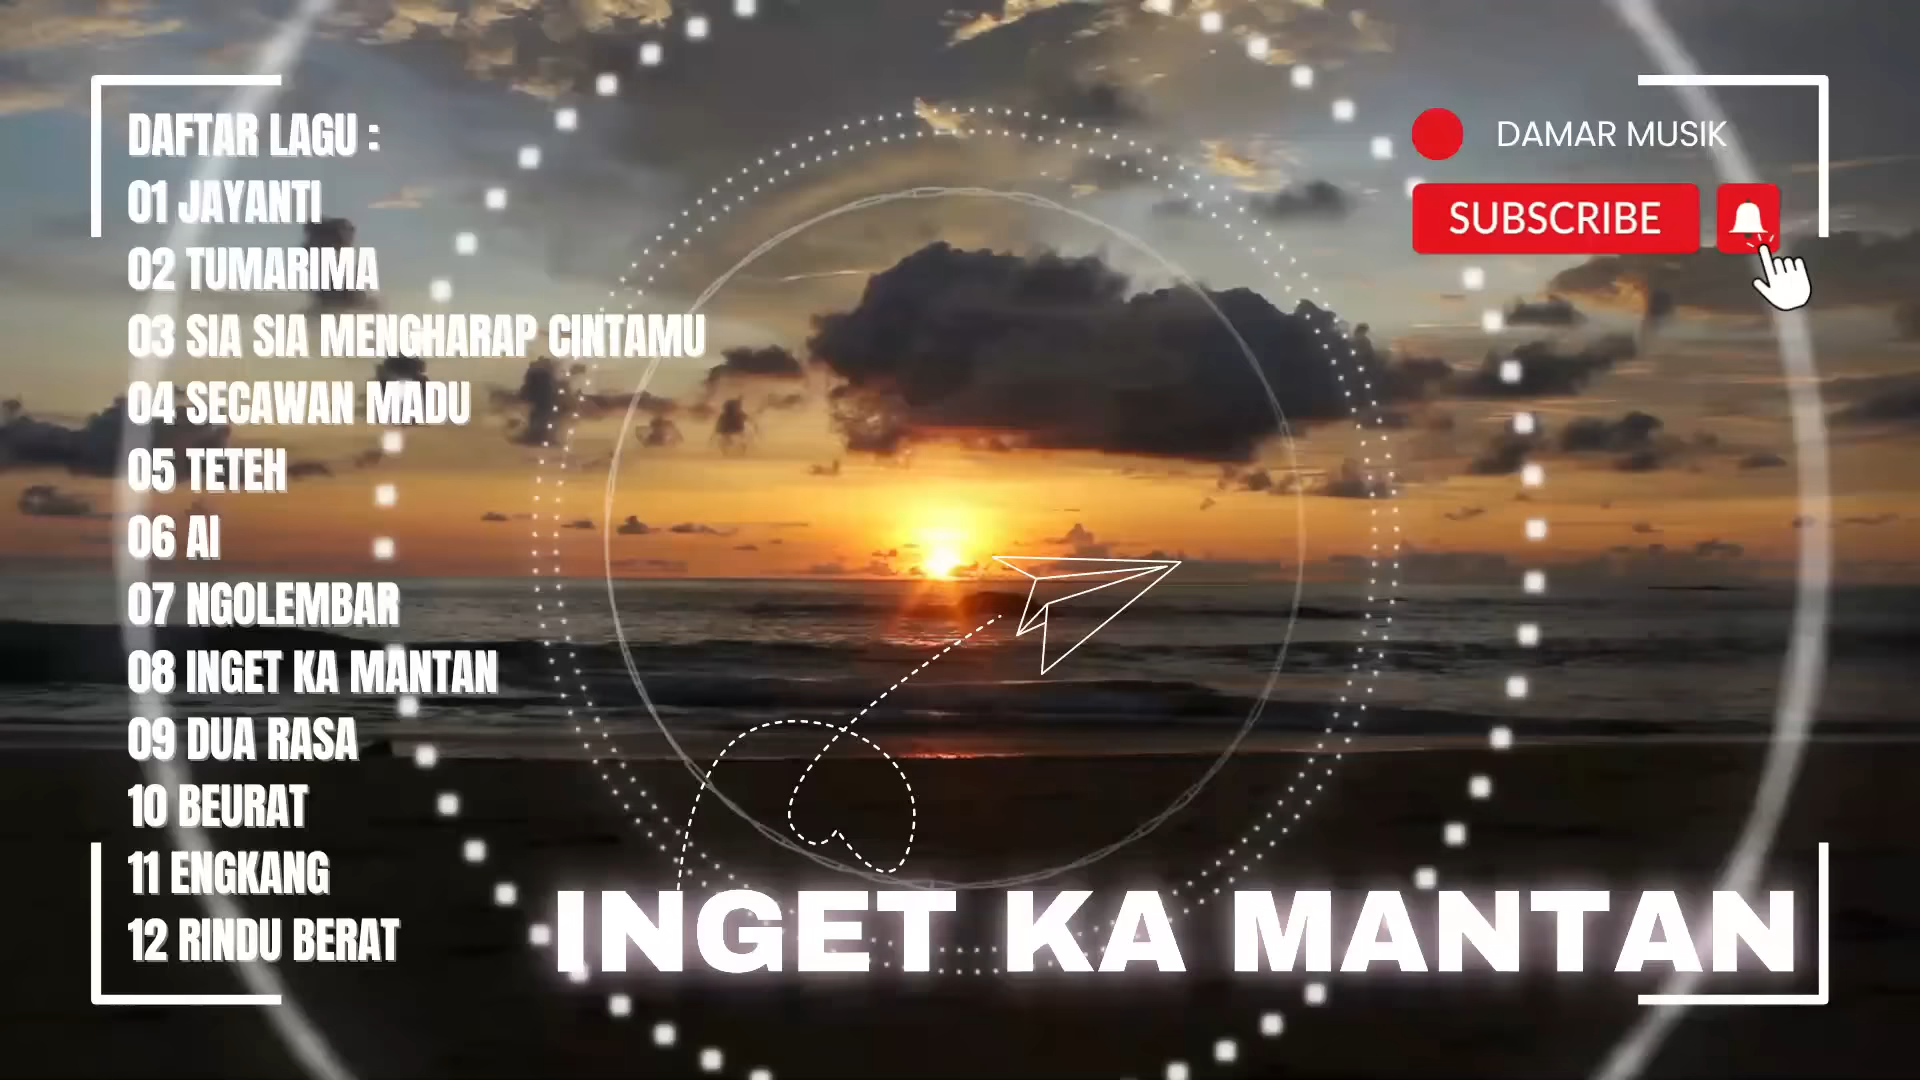 DAFTAR LAGU :
01 JAYANTI
02 TUMARIMA
03 SIA SIA MENGHARAP CINTAMU
04 SECAWAN MADU
05 TETEH
06 AI
07 NGOLEMBAR
08 INGET KA MANTAN
09 DUA RASA
10 BEURAT
11 ENGKANG
12 RINDU BERAT
DAMAR MUSIK
SUBSCRIBE
INGET KA MANTAN